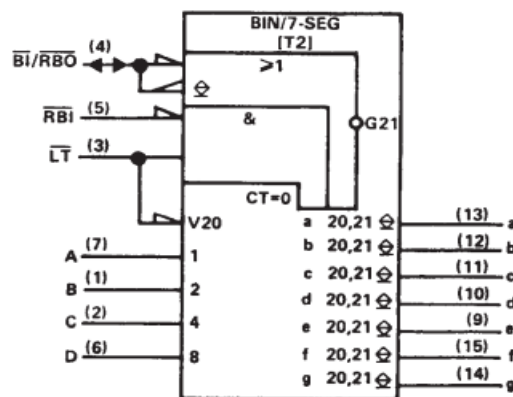 BIN/7-SEG
[T2]
BI/RBO (4)
≥1
RBI (5)
&
G21
LT (3)
CT=0
V20
a 20,21 (13) a
b 20,21 (12) b
A (7) 1
c 20,21 (11) c
B (1) 2
d 20,21 (10) d
C (2) 4
e 20,21 (9) e
D (6) 8
f 20,21 (15) f
g 20,21 (14) g